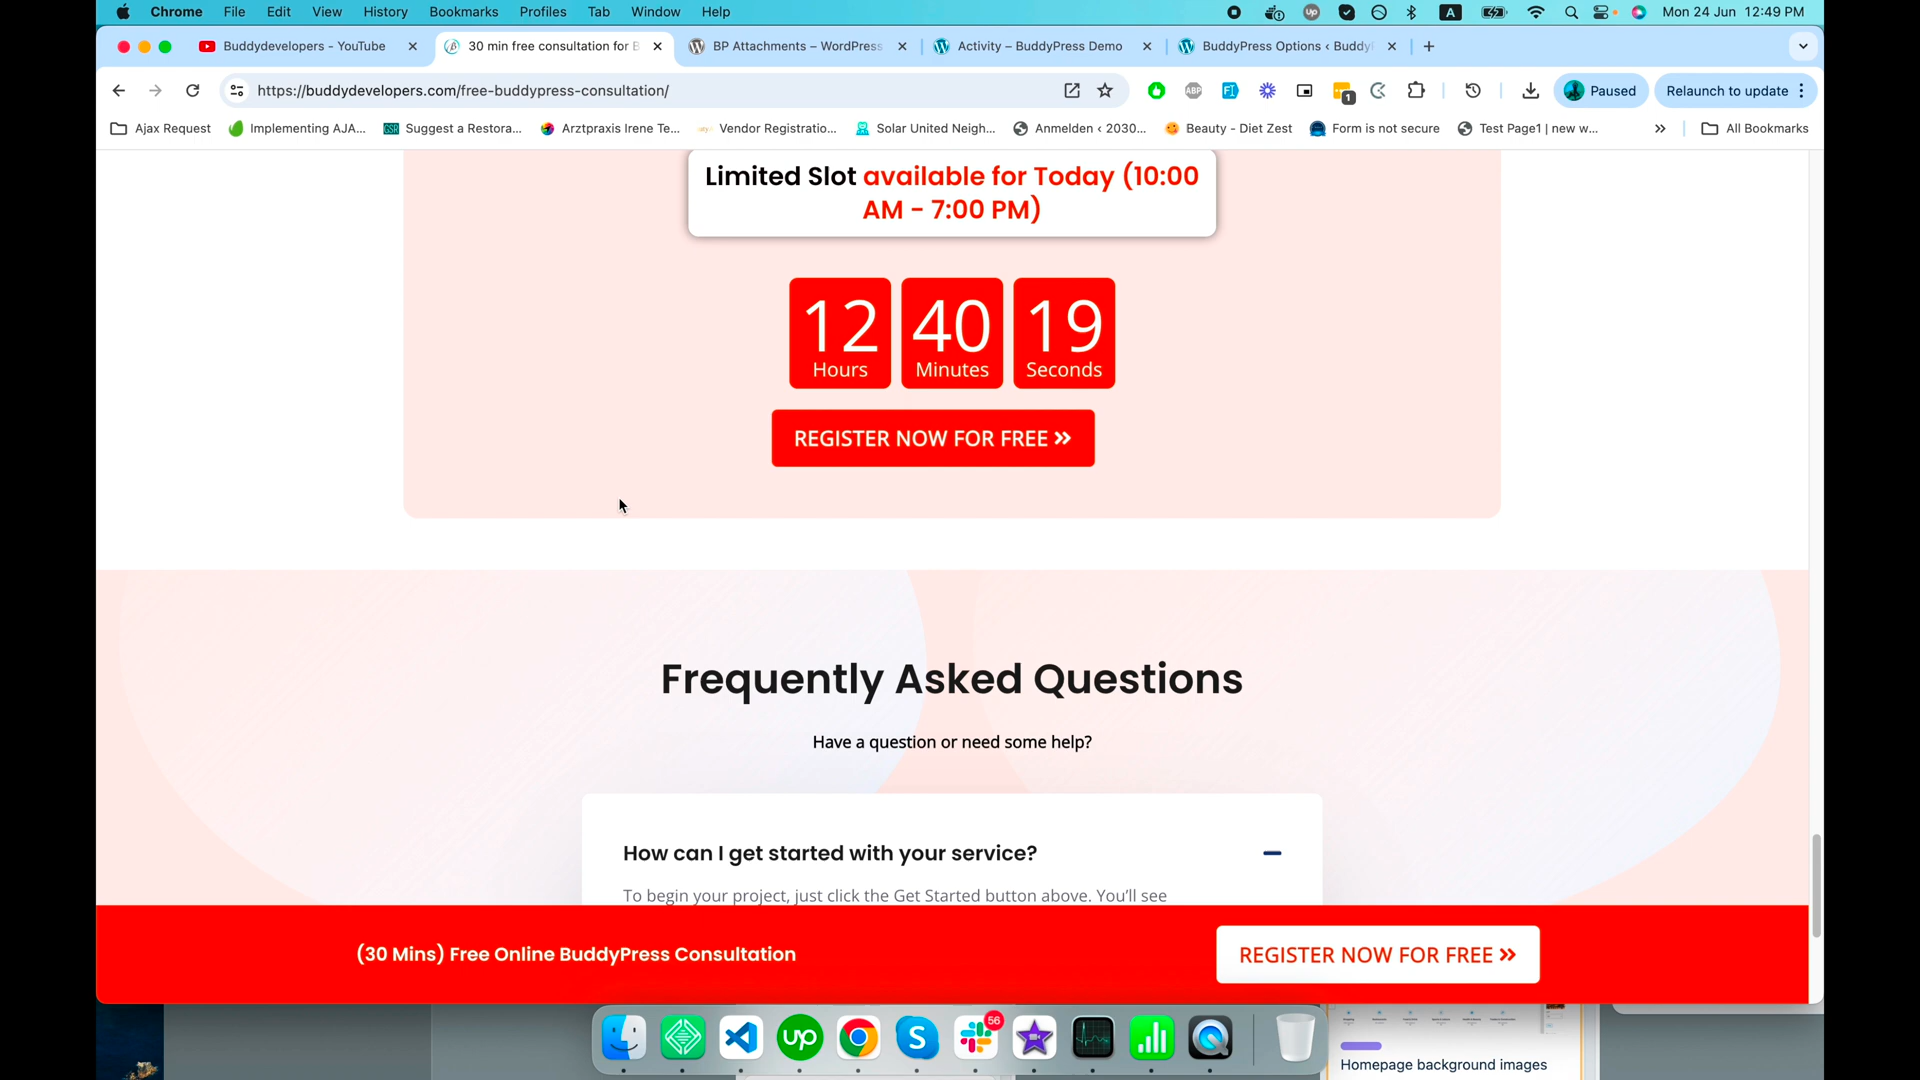 Chrome File Edit View History Bookmarks Profiles Tab Window Help
A
Mon 24 Jun 12:49 PM
Buddydevelopers - YouTube
30 min free consultation for B
BP Attachments – WordPress
Activity – BuddyPress Demo
BuddyPress Options ‹ Buddy
https://buddydevelopers.com/free-buddypress-consultation/
ABP
1
Paused
Relaunch to update
Ajax Request
Implementing AJA...
GSR
Suggest a Restora...
Arztpraxis Irene Te...
Vendor Registratio...
Solar United Neigh...
Anmelden ‹ 2030...
Beauty - Diet Zest
Form is not secure
Test Page1 | new w...
All Bookmarks
Limited Slot available for Today (10:00
AM – 7:00 PM)
12 40 19
Hours Minutes Seconds
REGISTER NOW FOR FREE »
Frequently Asked Questions
Have a question or need some help?
How can I get started with your service?
To begin your project, just click the Get Started button above. You’ll see
(30 Mins) Free Online BuddyPress Consultation
REGISTER NOW FOR FREE »
up
S
56
Homepage background images